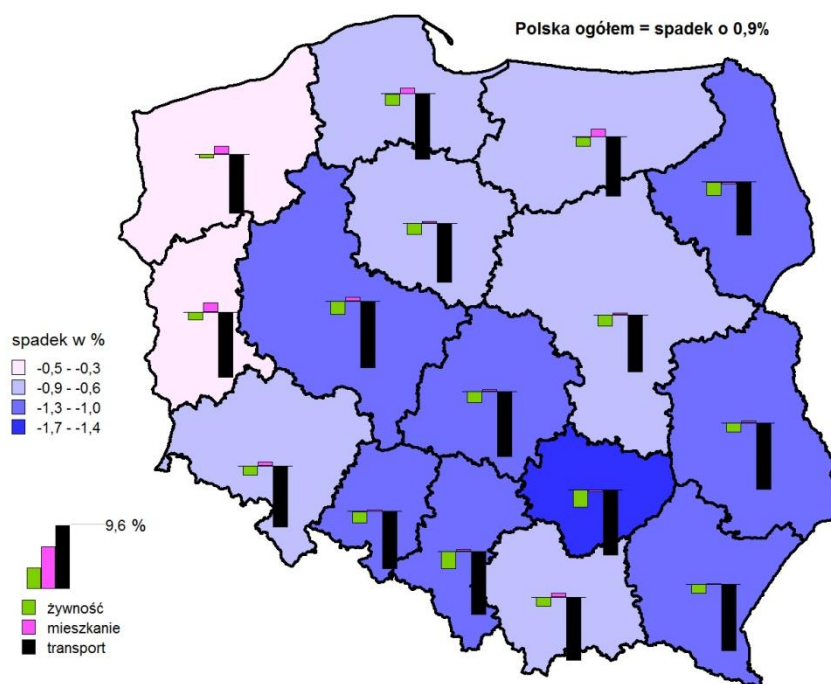 Polska ogółem = spadek o 0,9%
spadek w %
-0,5 - -0,3
-0,9 - -0,6
-1,3 - -1,0
-1,7 - -1,4
9,6 %
żywność
mieszkanie
transport